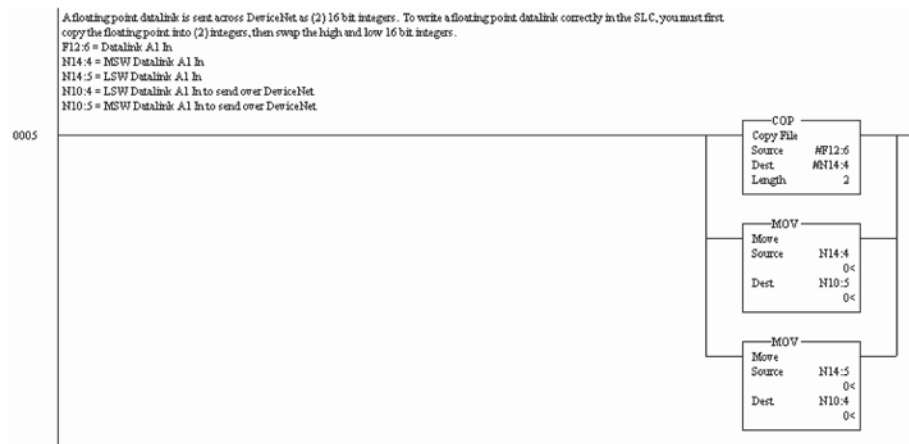 A floating point datalink is sent across DeviceNet as (2) 16 bit integers. To write a floating point datalink correctly in the SLC, you must first
copy the floating point into (2) integers, then swap the high and low 16 bit integers.
F12:6 = Datalink A1 In
N14:4 = MSW Datalink A1 In
N14:5 = LSW Datalink A1 In
N10:4 = LSW Datalink A1 In to send over DeviceNet
N10:5 = MSW Datalink A1 In to send over DeviceNet
0005
COP
Copy File
Source #F12:6
Dest #N14:4
Length 2
MOV
Move
Source N14:4
0<
Dest N10:5
0<
MOV
Move
Source N14:5
0<
Dest N10:4
0<